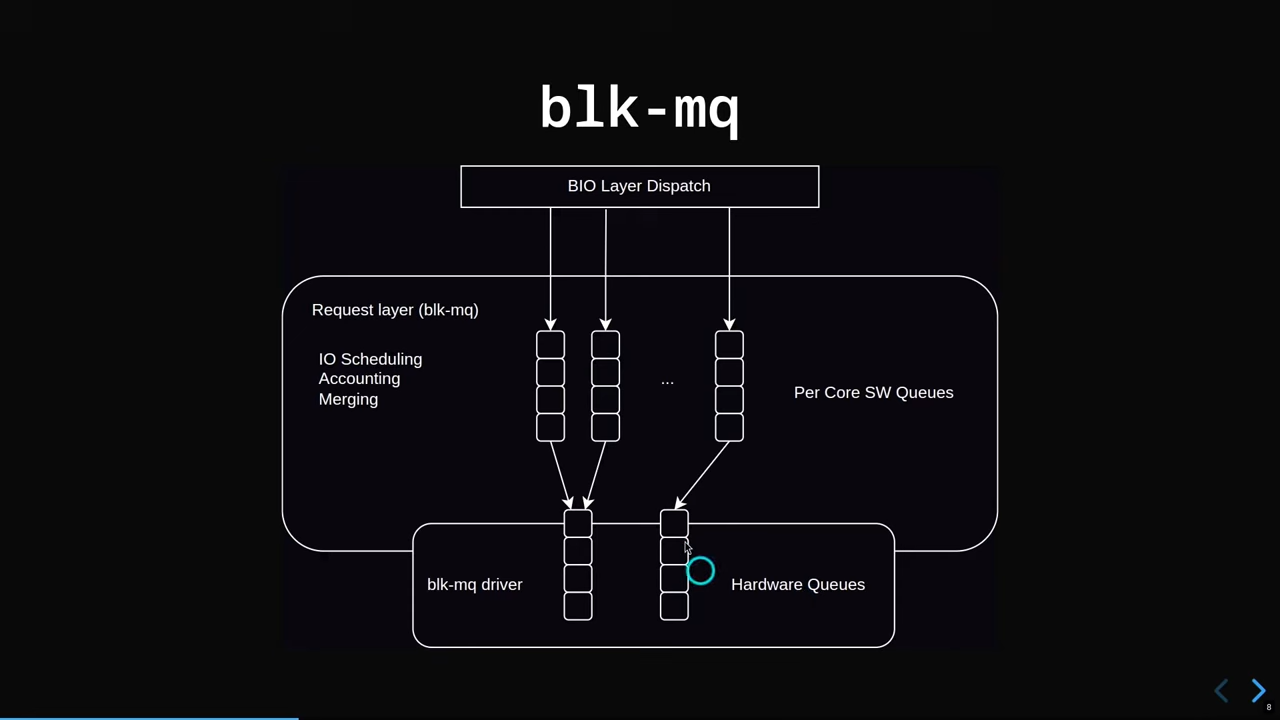 blk-mq
BIO Layer Dispatch
Request layer (blk-mq)
IO Scheduling
Accounting
Merging
...
Per Core SW Queues
blk-mq driver
Hardware Queues
8